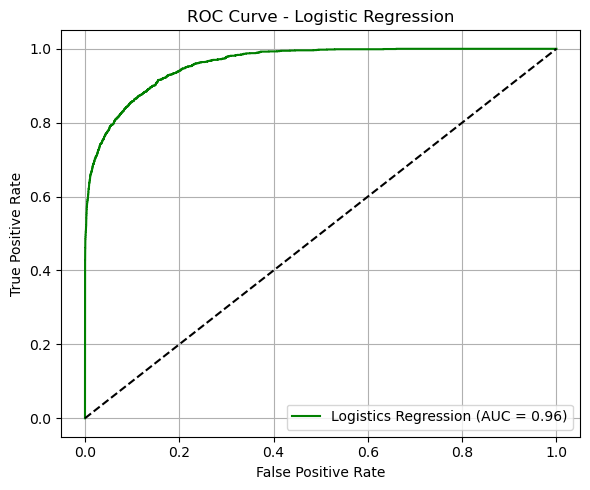 ROC Curve - Logistic Regression
True Positive Rate
1.0
0.8
0.6
0.4
0.2
0.0
Logistics Regression (AUC = 0.96)
0.0 0.2 0.4 0.6 0.8 1.0
False Positive Rate